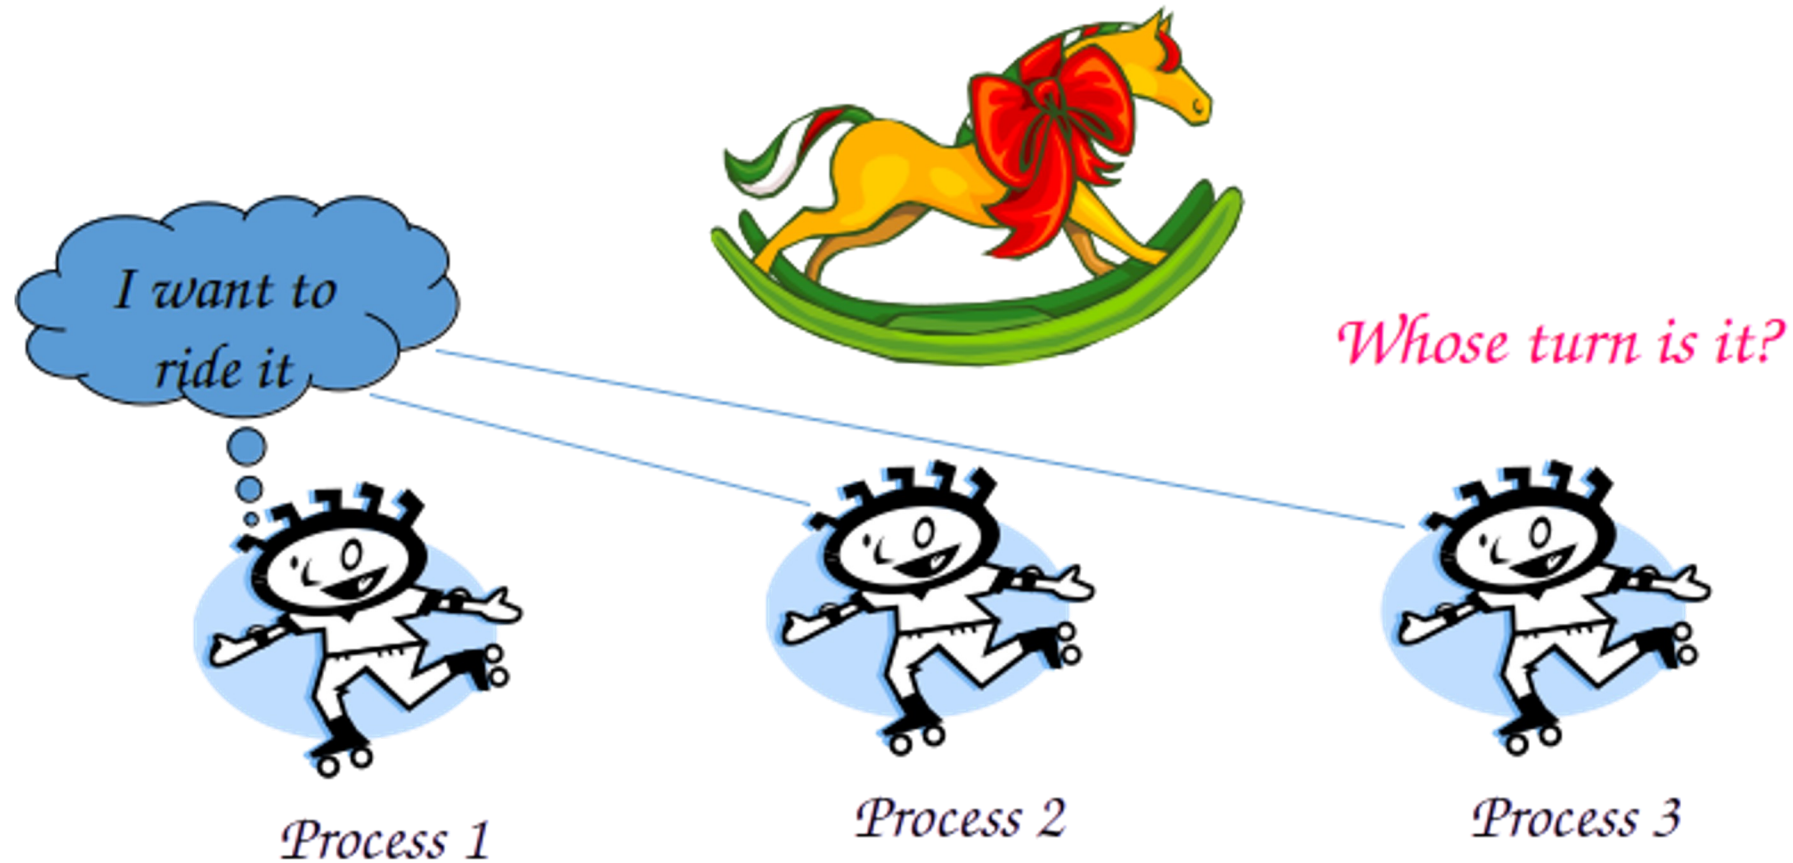 I want to
ride it
Whose turn is it?
Process 1
Process 2
Process 3